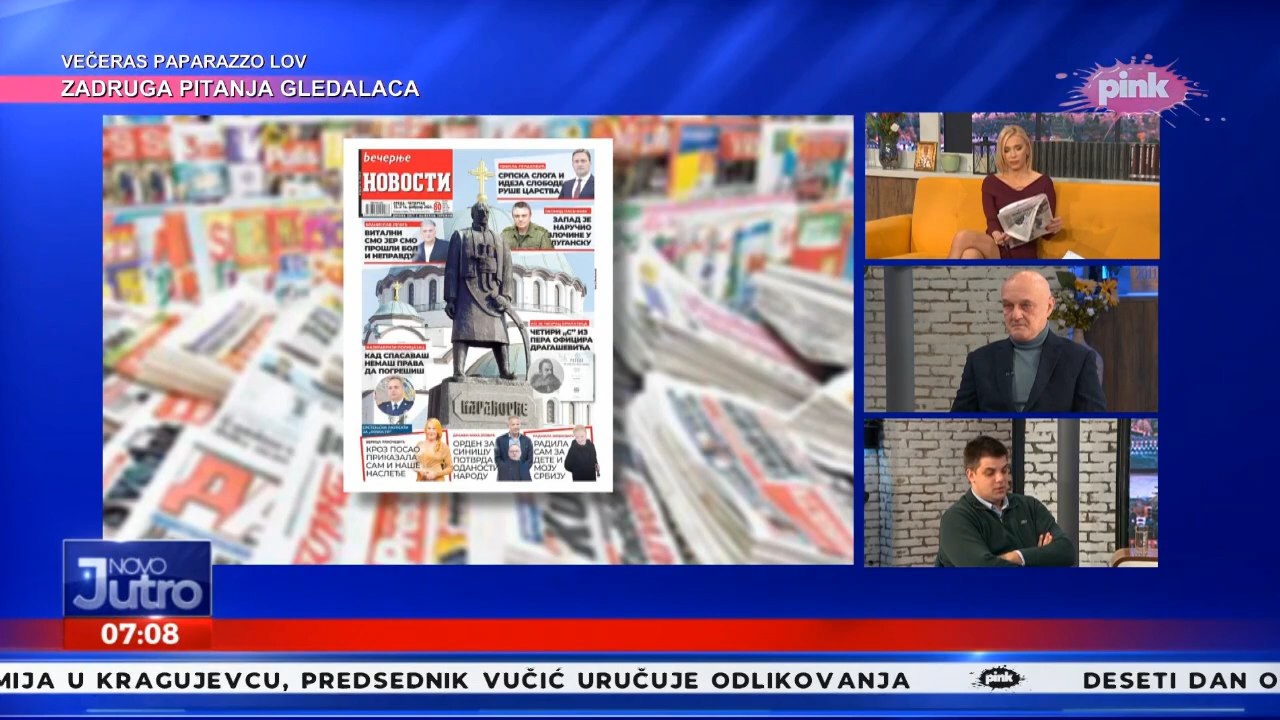 VEČERAS PAPARAZZO LOV
ZADRUGA PITANJA GLEDALACA
pink
вечерње
НОВОСТИ
СРПСКА СЛОГА И
ИДЕЈА СЛОБОДЕ
РУШЕ ЦАРСТВА
ЗАПАД ЈЕ
НАРУЧИО
ЗЛОЧИНЕ У
ЛУГАНСКУ
ВИТАЛНИ
СМО ЈЕР СМО
ПРОШЛИ БОЛ
И НЕПРАВДУ
ЧЕТИРИ „С” ИЗ
ПЕРА ОФИЦИРА
ДРАГАШЕВИЋА
КАД СПАСАВАШ
НЕМАШ ПРАВА
ДА ПОГРЕШИШ
КАРАЂОРЂЕ
КРОЗ ПОСАО
ПРИКАЗАЛА
САМ И НАШЕ
НАСЛЕЂЕ
ОРДЕН ЗА
СИНИШУ
ПОТВРДА
ОДАНОСТИ
НАРОДУ
РАДИЛА
САМ ЗА
ДЕТЕ И
МОЈУ
СРБИЈУ
NOVO
Jutro
07:08
MIJA U KRAGUJEVCU, PREDSEDNIK VUČIĆ URUČUJE ODLIKOVANJA
pink
DESETI DAN O